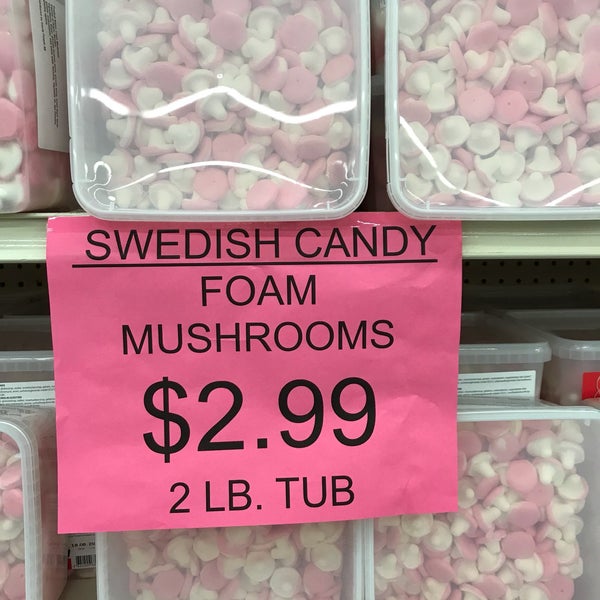 SWEDISH CANDY
FOAM
MUSHROOMS
$2.99
2 LB. TUB